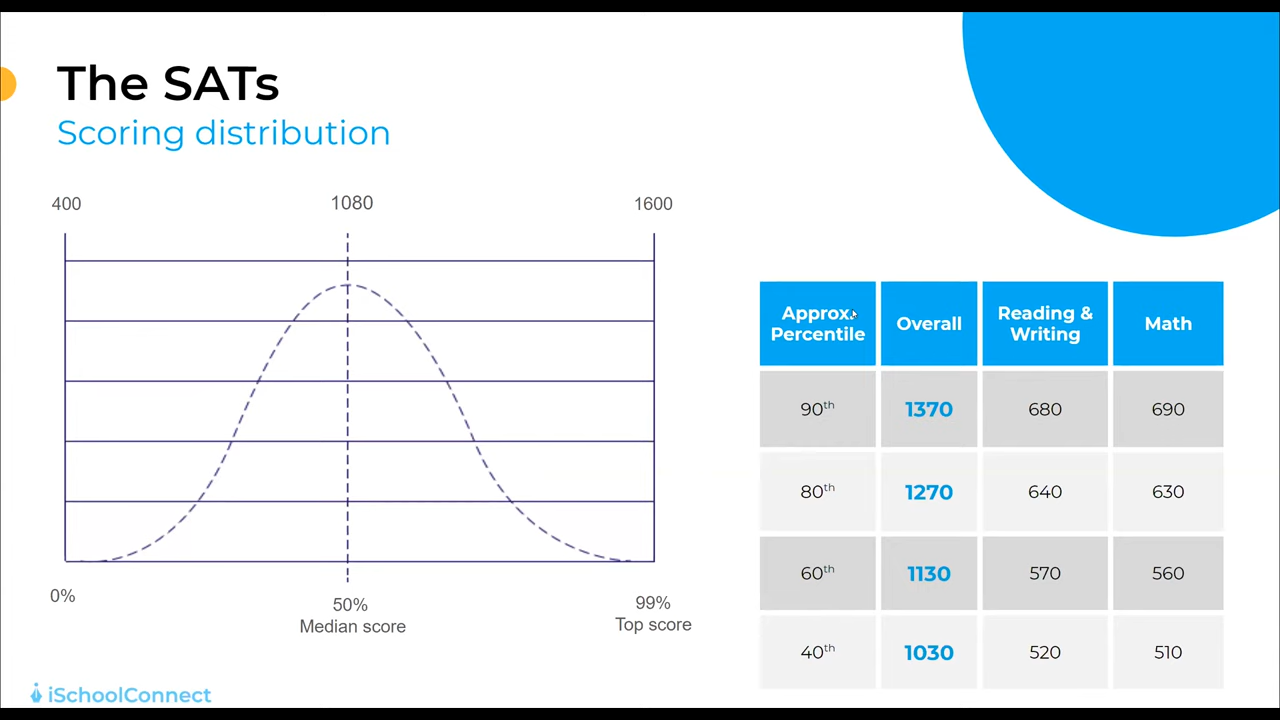 The SATs
Scoring distribution
400
1080
1600
0%
50%
Median score
99%
Top score
Approx. Percentile
Overall
Reading & Writing
Math
90th
1370
680
690
80th
1270
640
630
60th
1130
570
560
40th
1030
520
510
iSchoolConnect